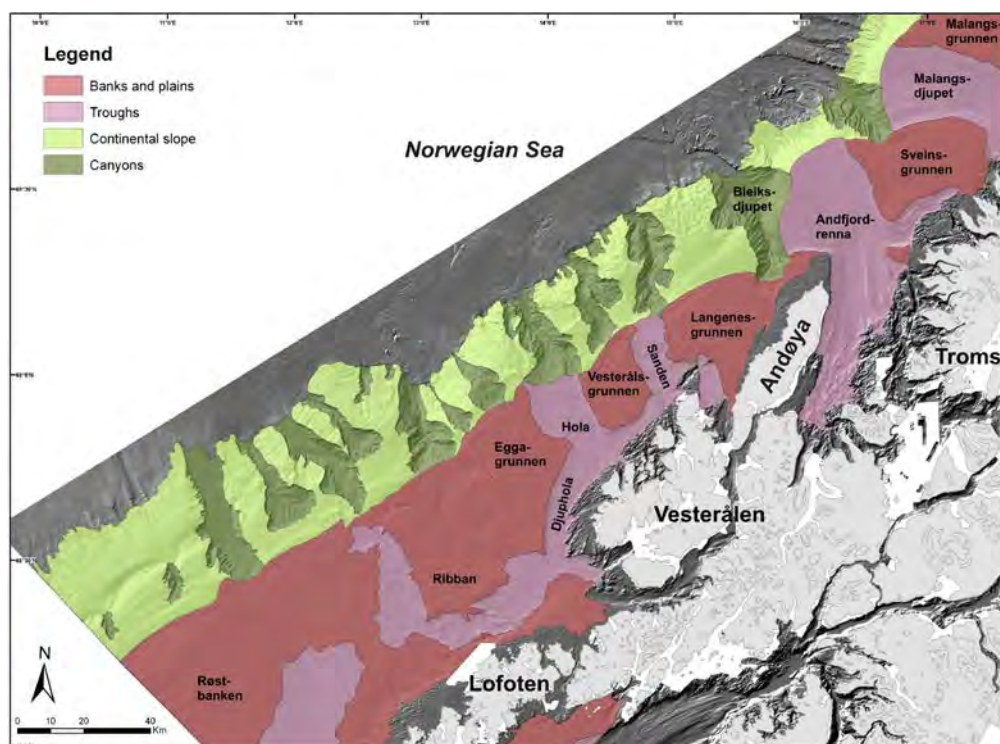 Legend
Banks and plains
Troughs
Continental slope
Canyons
Norwegian Sea
Malangs-
grunnen
Malangs-
djupet
Sveins-
grunnen
Bleiks-
djupet
Andfjord-
renna
Langenes-
grunnen
Andøya
Troms
Sanden
Vesteråls-
grunnen
Hola
Egga-
grunnen
Djuphola
Vesterålen
Ribban
Røst-
banken
Lofoten
N
0 10 20 40
Km